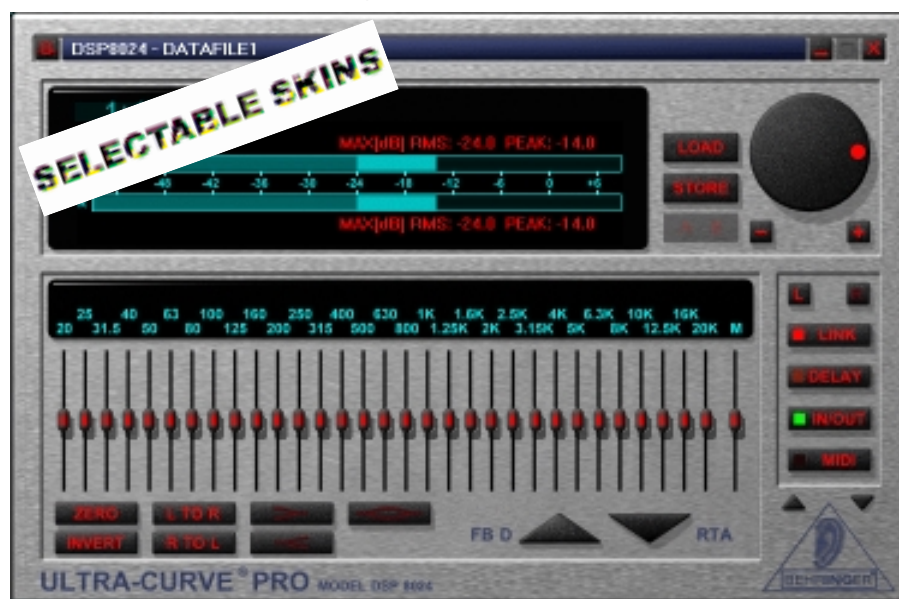 DSP8024 - DATAFILE1
SELECTABLE SKINS
MAX[dB] RMS: -24.0 PEAK: -14.0
-48 -42 -36 -30 -24 -18 -12 -6 0 +6
MAX[dB] RMS: -24.0 PEAK: -14.0
LOAD
STORE
- +
25 40 63 100 160 250 400 630 1K 1.6K 2.5K 4K 6.3K 10K 16K
20 31.5 50 80 125 200 315 500 800 1.25K 2K 3.15K 5K 8K 12.5K 20K M
L
LINK
DELAY
IN/OUT
MIDI
ZERO L TO R
INVERT R TO L
FB D RTA
ULTRA-CURVE® PRO MODEL DSP 8024
BEHRINGER